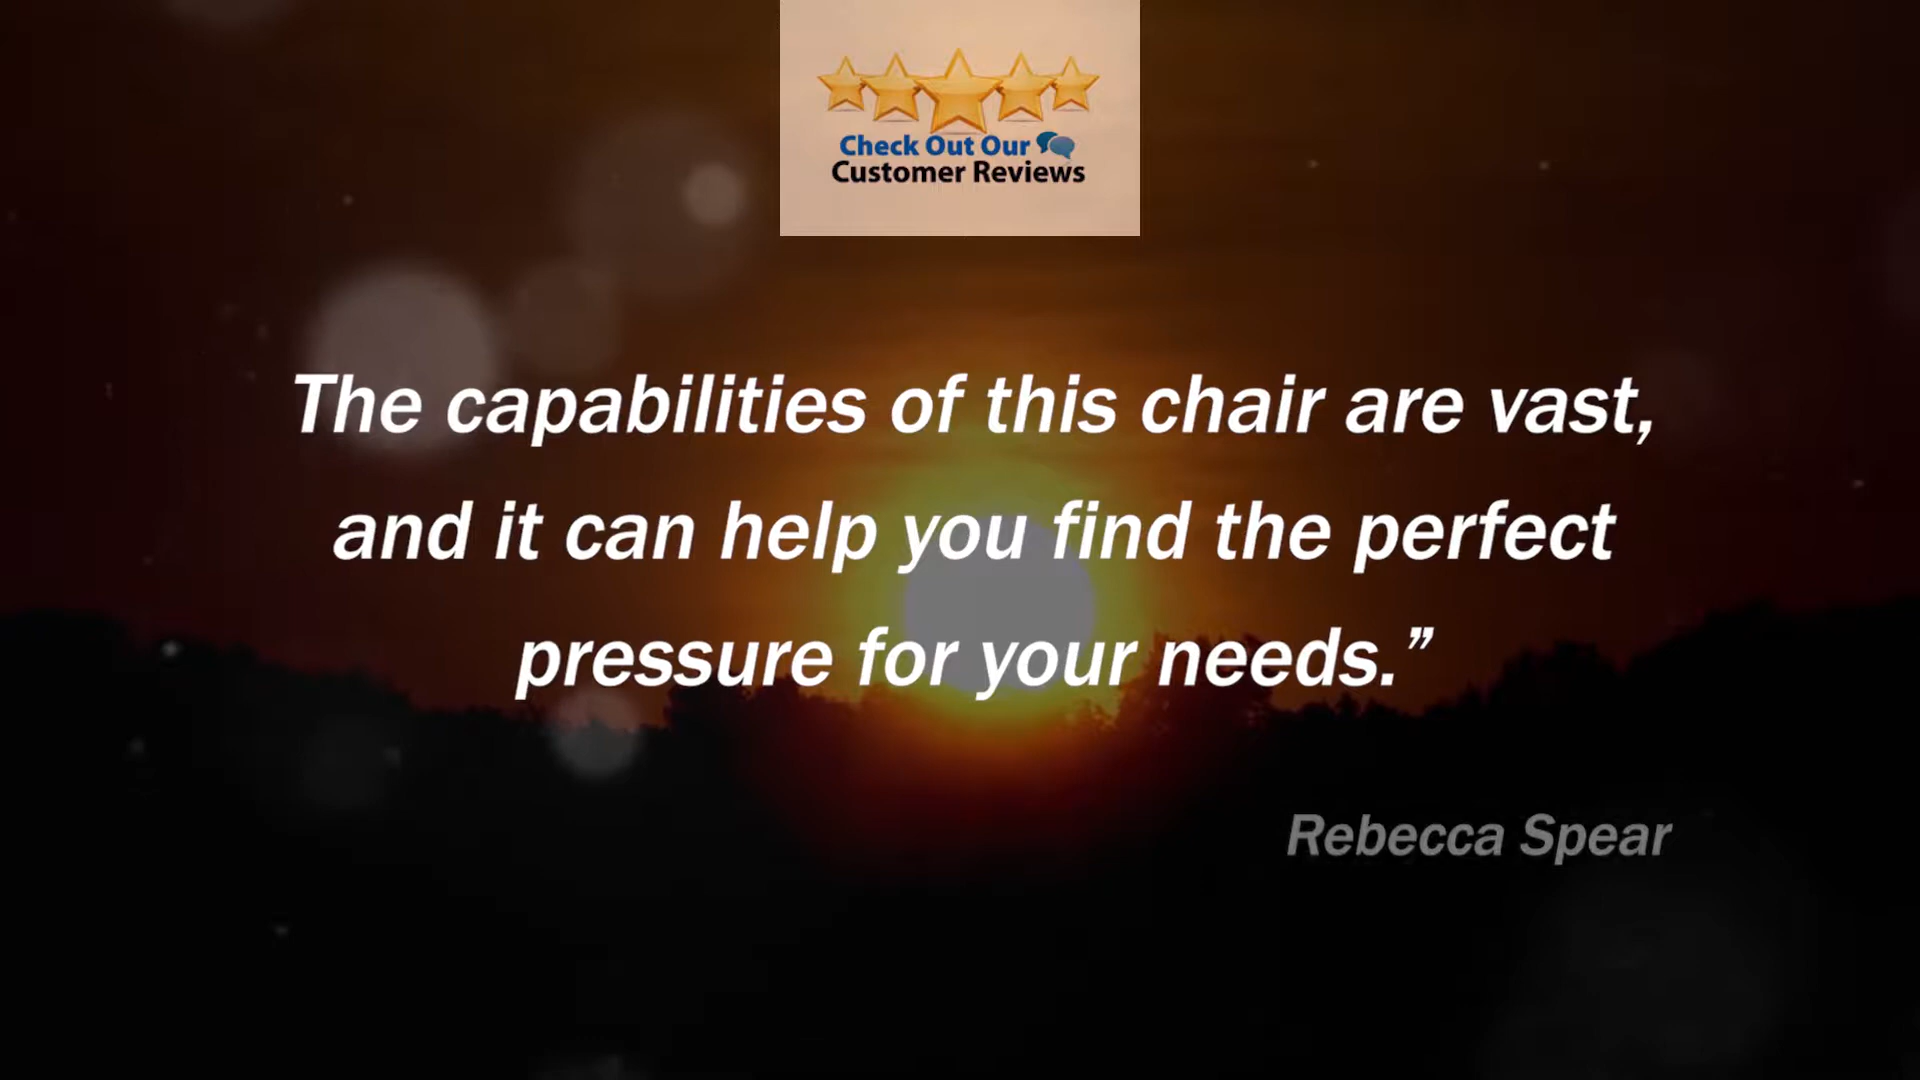 Check Out Our
Customer Reviews
The capabilities of this chair are vast,
and it can help you find the perfect
pressure for your needs.”
Rebecca Spear